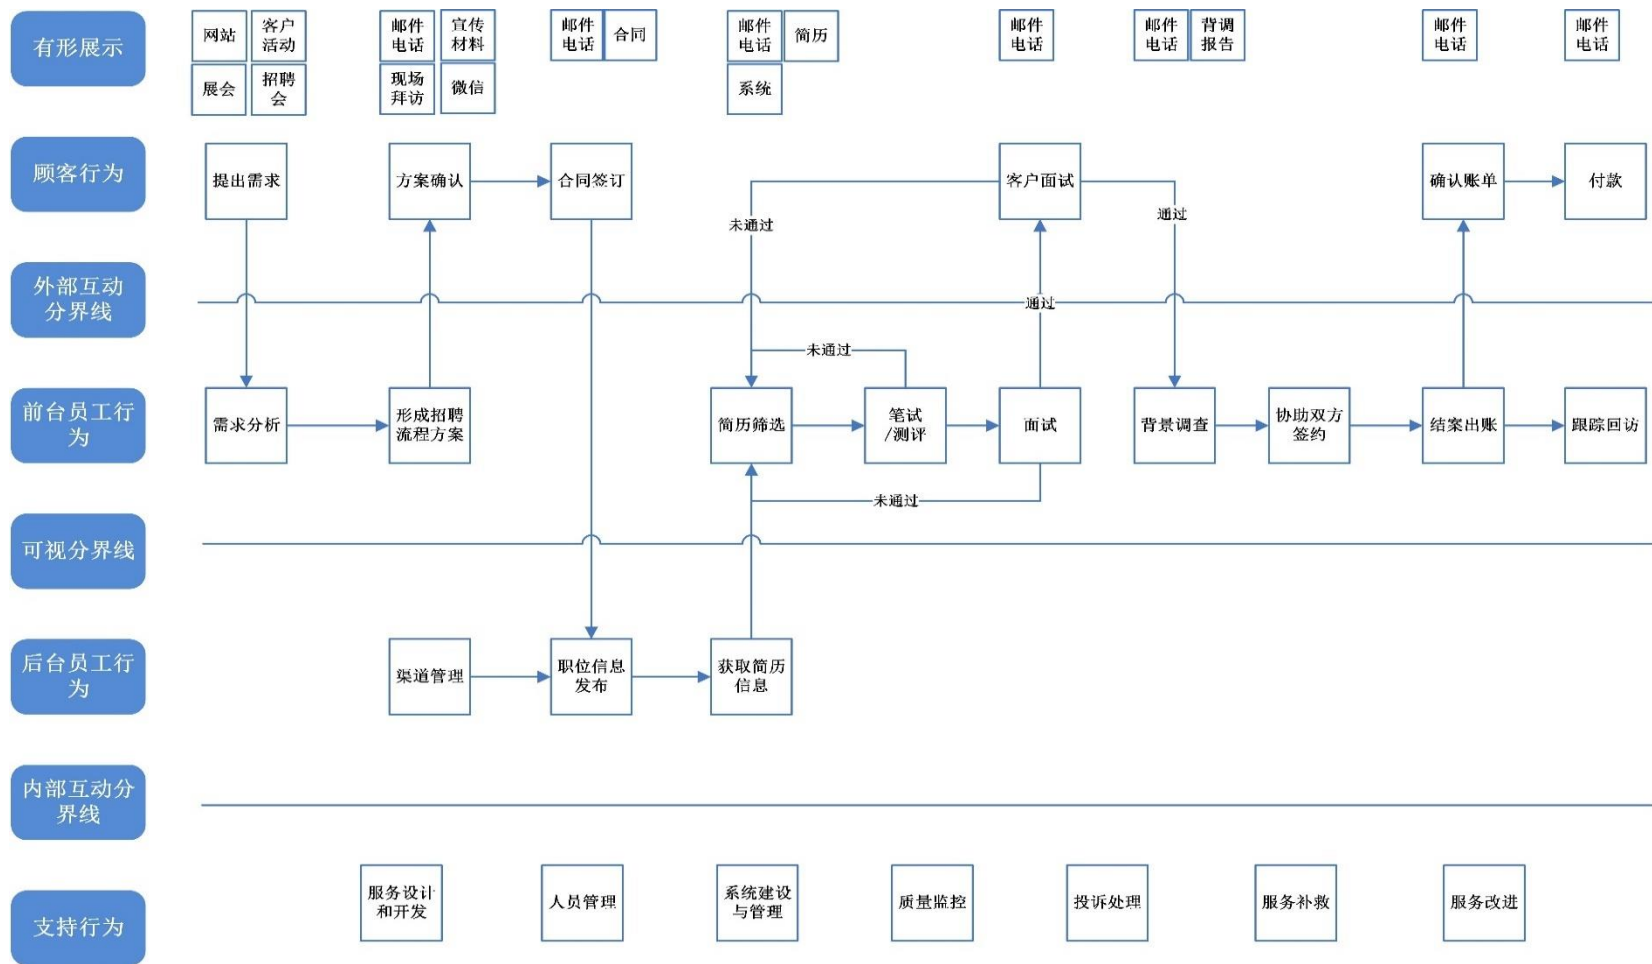 有形展示
网站
客户
活动
展会
招聘
会
邮件
电话
宣传
材料
现场
拜访
微信
邮件
电话
合同
邮件
电话
简历
系统
邮件
电话
邮件
电话
背调
报告
邮件
电话
邮件
电话
顾客行为
提出需求
方案确认
合同签订
客户面试
确认账单
付款
未通过
通过
外部互动
分界线
通过
未通过
前台员工行
为
需求分析
形成招聘
流程方案
简历筛选
笔试
/测评
面试
背景调查
协助双方
签约
结案出账
跟踪回访
未通过
可视分界线
后台员工行
为
渠道管理
职位信息
发布
获取简历
信息
内部互动分
界线
支持行为
服务设计
和开发
人员管理
系统建设
与管理
质量监控
投诉处理
服务补救
服务改进